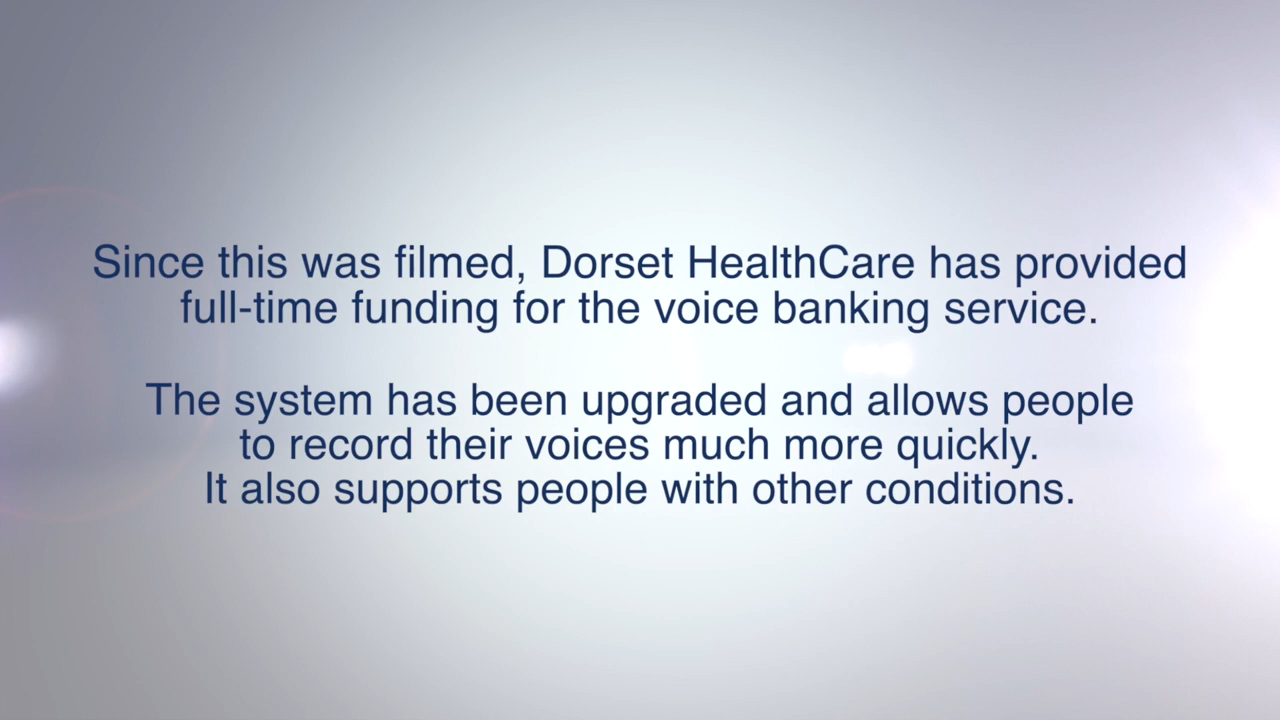 Since this was filmed, Dorset HealthCare has provided
full-time funding for the voice banking service.
The system has been upgraded and allows people
to record their voices much more quickly.
It also supports people with other conditions.